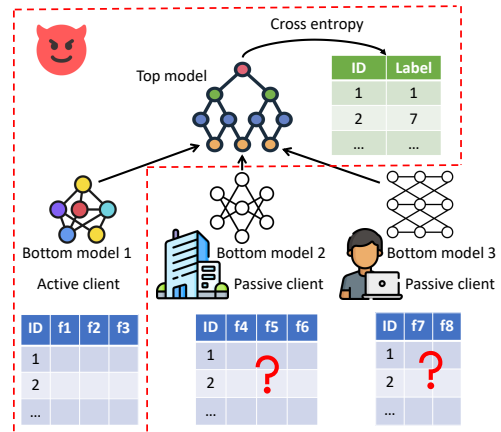 Cross entropy
Top model
ID Label
1 1
2 7
... ...
Bottom model 1
Bottom model 2
Bottom model 3
Active client
Passive client
Passive client
ID f1 f2 f3
1
2
...
ID f4 f5 f6
1
2
...
?
ID f7 f8
1
2
...
?